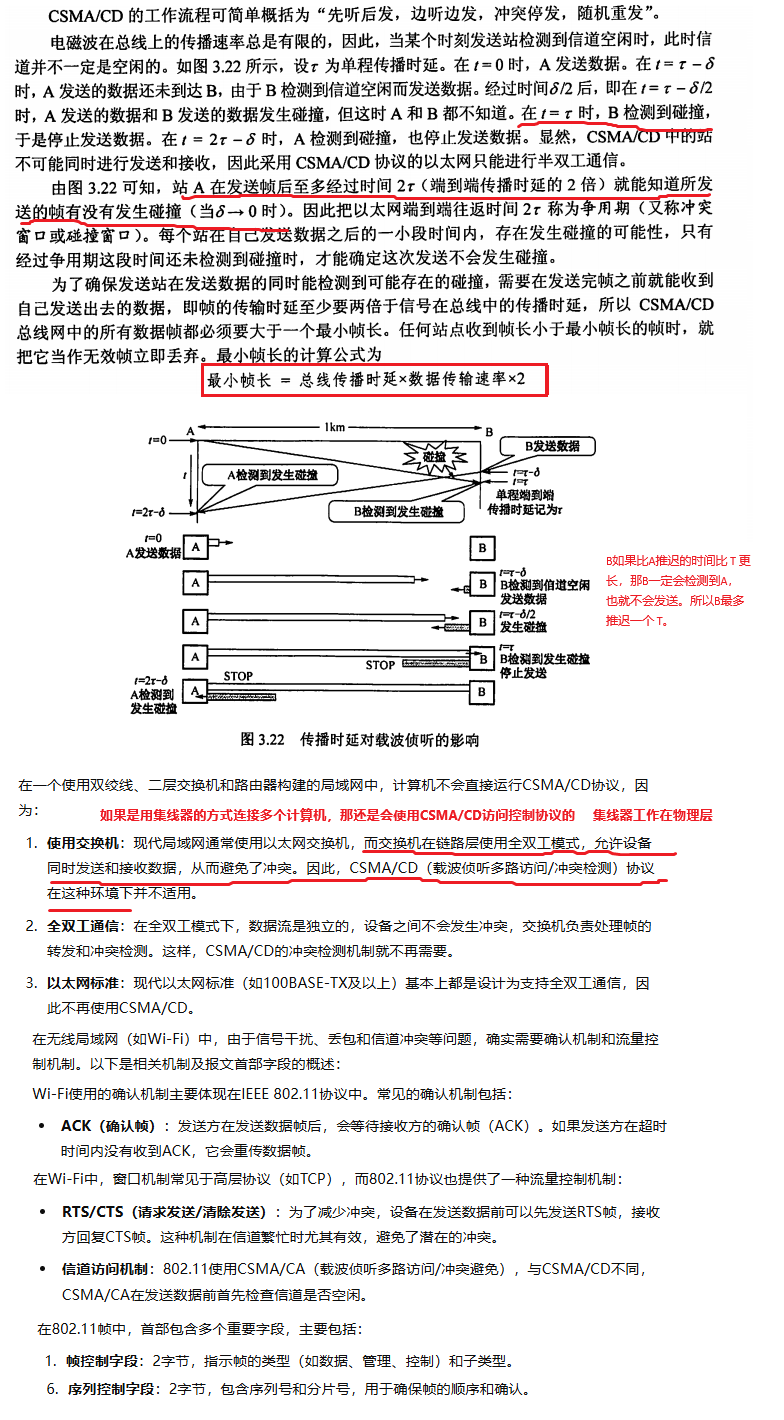 CSMA/CD 的工作流程可简单概括为“先听后发，边听边发，冲突停发，随机重发”。
电磁波在总线上的传播速率总是有限的，因此，当某个时刻发送站检测到信道空闲时，此时信
道并不一定是空闲的。如图 3.22 所示，设 τ 为单程传播时延。在 t = 0 时，A 发送数据。在 t = τ − δ
时，A 发送的数据还未到达 B，由于 B 检测到信道空闲而发送数据。经过时间 δ/2 后，即在 t = τ − δ/2
时，A 发送的数据和 B 发送的数据发生碰撞，但这时 A 和 B 都不知道。在 t = τ 时，B 检测到碰撞，
于是停止发送数据。在 t = 2τ − δ 时，A 检测到碰撞，也停止发送数据。显然，CSMA/CD 中的站
不可能同时进行发送和接收，因此采用 CSMA/CD 协议的以太网只能进行半双工通信。
由图 3.22 可知，站 A 在发送帧后至多经过时间 2τ（端到端传播时延的 2 倍）就能知道所发
送的帧有没有发生碰撞（当 δ → 0 时）。因此把以太网端到端往返时间 2τ 称为争用期（又称冲突
窗口或碰撞窗口）。每个站在自己发送数据之后的一小段时间内，存在发生碰撞的可能性，只有
经过争用期这段时间还未检测到碰撞时，才能确定这次发送不会发生碰撞。
为了确保发送站在发送数据的同时能检测到可能存在的碰撞，需要在发送完帧之前就能收到
自己发送出去的数据，即帧的传输时延至少要两倍于信号在总线中的传播时延，所以 CSMA/CD
总线网中的所有数据帧都必须要大于一个最小帧长。任何站点收到帧长小于最小帧长的帧时，就
把它当作无效帧立即丢弃。最小帧长的计算公式为
最小帧长 = 总线传播时延×数据传输速率×2
A 1km B
t=0
B发送数据
碰撞
t
A检测到发生碰撞
t=τ−δ
t=τ
单程端到端
传播时延记为τ
t=2τ−δ
B检测到发生碰撞
t=0
A发送数据
A B
A B
t=τ−δ
B检测到信道空闲
发送数据
A B
t=τ−δ/2
发生碰撞
A STOP B
t=τ
B检测到发生碰撞
停止发送
t=2τ−δ
A检测到
发生碰撞
A STOP B
B如果比A推迟的时间比 T 更
长，那B一定会检测到A，
也就不会发送。所以B最多
推迟一个 T。
图 3.22 传播时延对载波侦听的影响
在一个使用双绞线、二层交换机和路由器构建的局域网中，计算机不会直接运行CSMA/CD协议，因
为：
如果是用集线器的方式连接多个计算机，那还是会使用CSMA/CD访问控制协议的 集线器工作在物理层
1. 使用交换机：现代局域网通常使用以太网交换机，而交换机在链路层使用全双工模式，允许设备
同时发送和接收数据，从而避免了冲突。因此，CSMA/CD（载波侦听多路访问/冲突检测）协议
在这种环境下并不适用。
2. 全双工通信：在全双工模式下，数据流是独立的，设备之间不会发生冲突，交换机负责处理帧的
转发和冲突检测。这样，CSMA/CD的冲突检测机制就不再需要。
3. 以太网标准：现代以太网标准（如100BASE-TX及以上）基本上都是设计为支持全双工通信，因
此不再使用CSMA/CD。
在无线局域网（如Wi-Fi）中，由于信号干扰、丢包和信道冲突等问题，确实需要确认机制和流量控
制机制。以下是相关机制及报文首部字段的概述：
Wi-Fi使用的确认机制主要体现在IEEE 802.11协议中。常见的确认机制包括：
• ACK（确认帧）：发送方在发送数据帧后，会等待接收方的确认帧（ACK）。如果发送方在超时
时间内没有收到ACK，它会重传数据帧。
在Wi-Fi中，窗口机制常见于高层协议（如TCP），而802.11协议也提供了一种流量控制机制：
• RTS/CTS（请求发送/清除发送）：为了减少冲突，设备在发送数据前可以先发送RTS帧，接收
方回复CTS帧。这种机制在信道繁忙时尤其有效，避免了潜在的冲突。
• 信道访问机制：802.11使用CSMA/CA（载波侦听多路访问/冲突避免），与CSMA/CD不同，
CSMA/CA在发送数据前首先检查信道是否空闲。
在802.11帧中，首部包含多个重要字段，主要包括：
1. 帧控制字段：2字节，指示帧的类型（如数据、管理、控制）和子类型。
6. 序列控制字段：2字节，包含序列号和分片号，用于确保帧的顺序和确认。